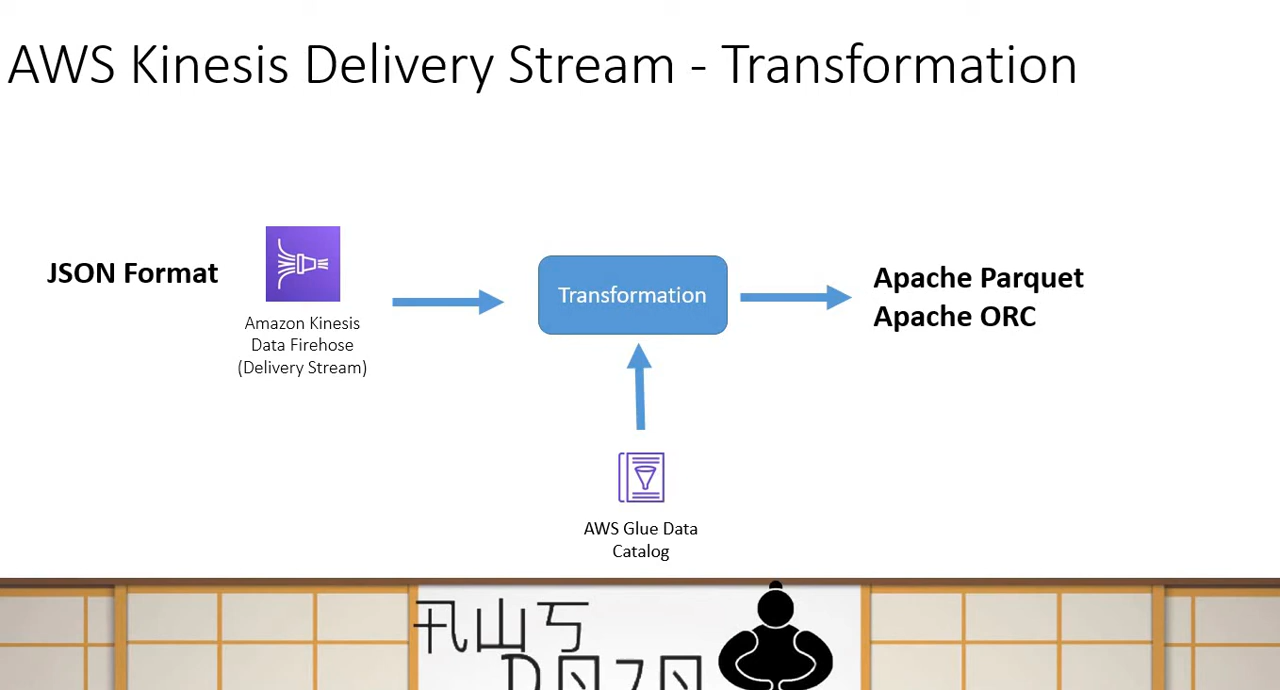 AWS Kinesis Delivery Stream - Transformation
JSON Format
Amazon Kinesis
Data Firehose
(Delivery Stream)
Transformation
Apache Parquet
Apache ORC
AWS Glue Data
Catalog